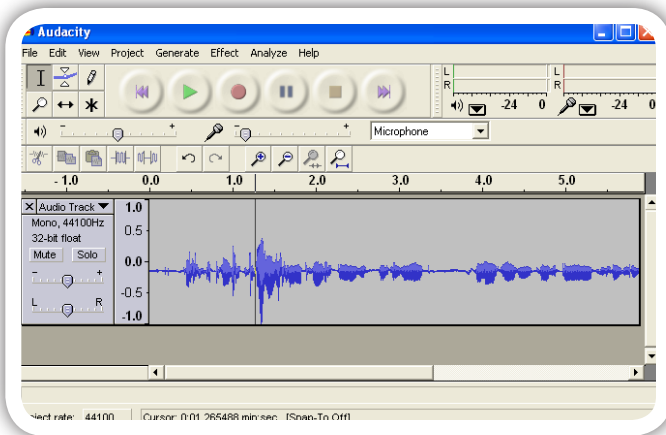 Audacity
File Edit View Project Generate Effect Analyze Help
L
R
-24 0
L
R
-24 0
Microphone
- 1.0 0.0 1.0 2.0 3.0 4.0 5.0
X Audio Track
Mono, 44100Hz
32-bit float
Mute Solo
- +
L R
1.0
0.5
0.0
-0.5
-1.0
ject rate: 44100 Cursor: 0:01.265488 min:sec [Snap-To Off]